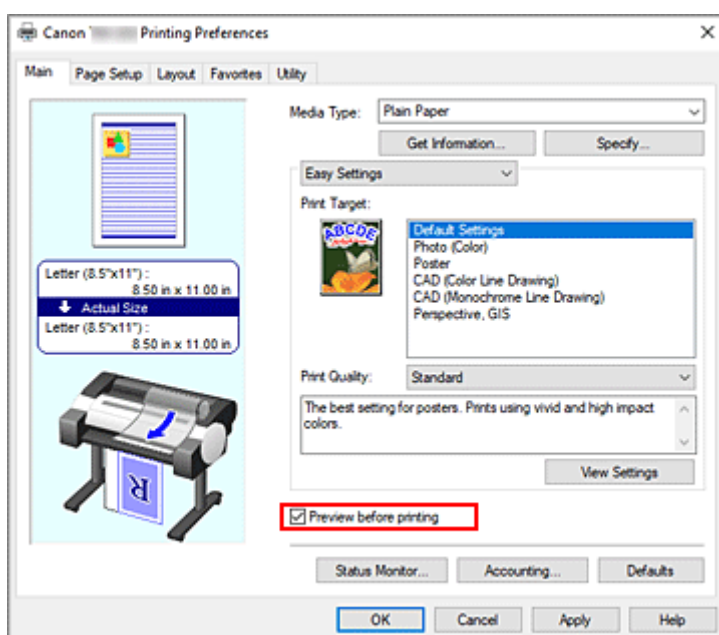 Canon Printing Preferences
Main Page Setup Layout Favorites Utility
Media Type: Plain Paper
Get Information... Specify...
Easy Settings
Print Target:
ABCDE
Default Settings
Photo (Color)
Poster
CAD (Color Line Drawing)
CAD (Monochrome Line Drawing)
Perspective, GIS
Letter (8.5"x11") :
8.50 in x 11.00 in
Actual Size
Letter (8.5"x11") :
8.50 in x 11.00 in
Print Quality: Standard
The best setting for posters. Prints using vivid and high impact
colors.
View Settings
R
Preview before printing
Status Monitor... Accounting... Defaults
OK Cancel Apply Help